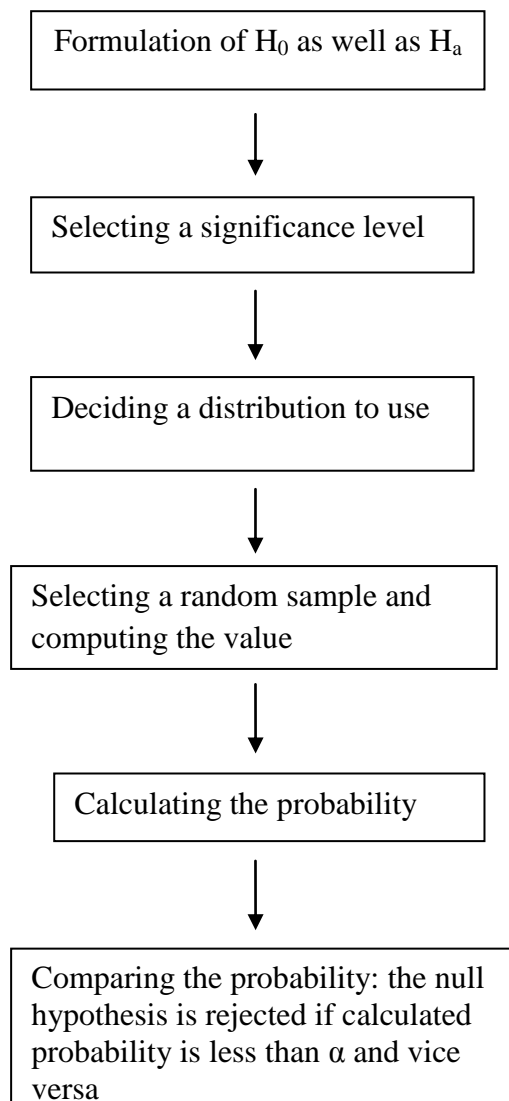 Formulation of H₀ as well as Hₐ
Selecting a significance level
Deciding a distribution to use
Selecting a random sample and
computing the value
Calculating the probability
Comparing the probability: the null
hypothesis is rejected if calculated
probability is less than α and vice
versa